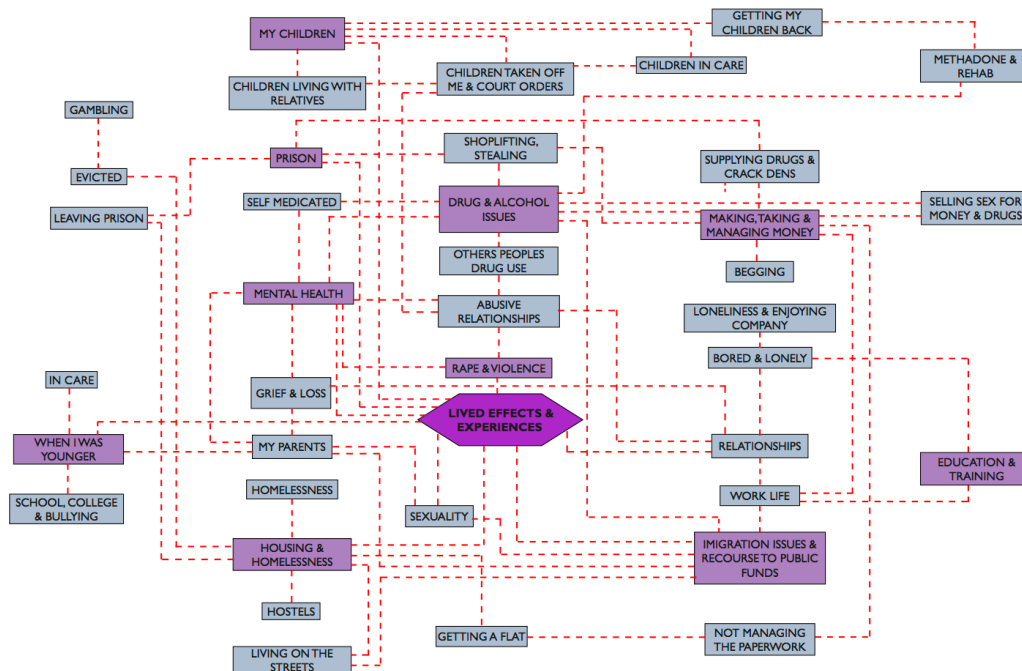 GETTING MY
CHILDREN BACK
MY CHILDREN
METHADONE &
REHAB
CHILDREN IN CARE
CHILDREN TAKEN OFF
ME & COURT ORDERS
CHILDREN LIVING WITH
RELATIVES
GAMBLING
SHOPLIFTING,
STEALING
PRISON
SUPPLYING DRUGS &
CRACK DENS
EVICTED
SELF MEDICATED
DRUG & ALCOHOL
ISSUES
SELLING SEX FOR
MONEY & DRUGS
LEAVING PRISON
MAKING, TAKING &
MANAGING MONEY
OTHERS PEOPLES
DRUG USE
BEGGING
MENTAL HEALTH
ABUSIVE
RELATIONSHIPS
LONELINESS & ENJOYING
COMPANY
BORED & LONELY
RAPE & VIOLENCE
IN CARE
GRIEF & LOSS
LIVED EFFECTS &
EXPERIENCES
WHEN I WAS
YOUNGER
MY PARENTS
RELATIONSHIPS
EDUCATION &
TRAINING
HOMELESSNESS
WORK LIFE
SCHOOL, COLLEGE
& BULLYING
SEXUALITY
HOUSING &
HOMELESSNESS
IMIGRATION ISSUES &
RECOURSE TO PUBLIC
FUNDS
HOSTELS
GETTING A FLAT
NOT MANAGING
THE PAPERWORK
LIVING ON THE
STREETS